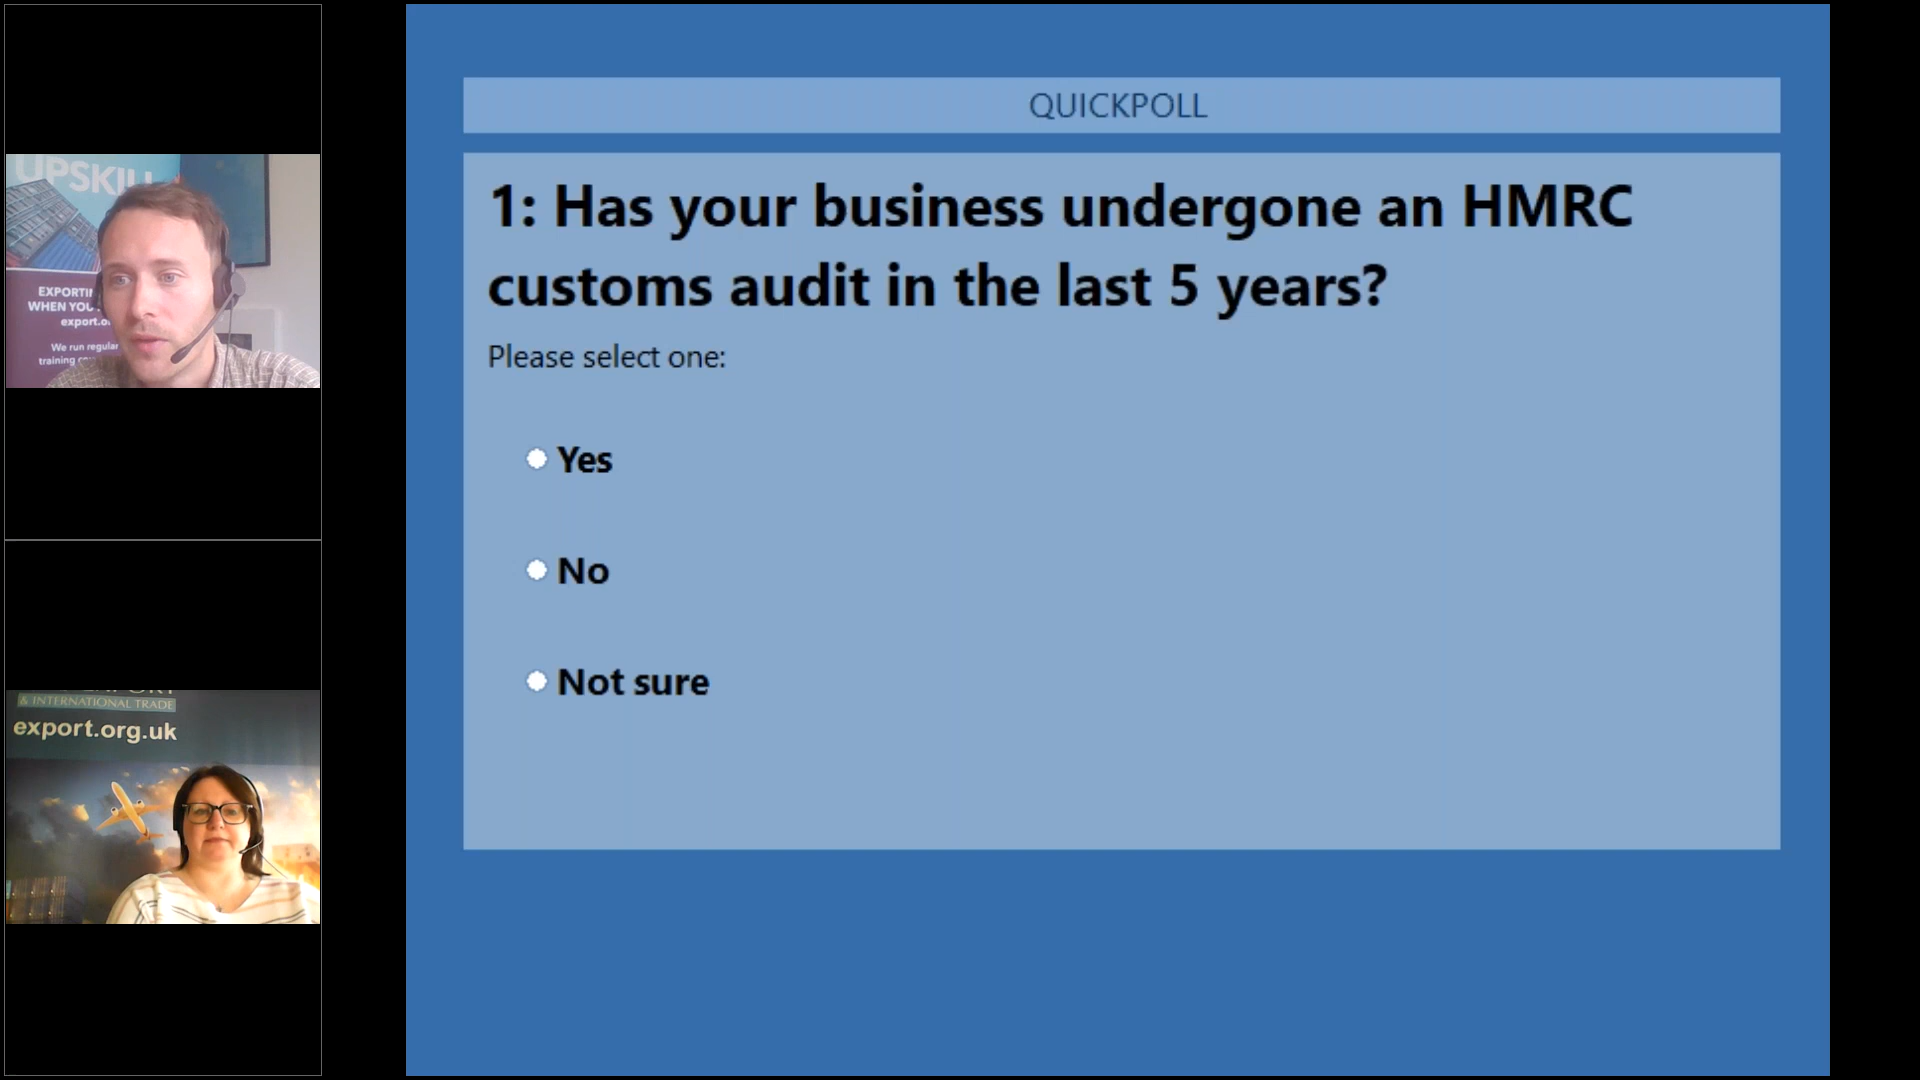 UPSKILL
EXPORTI
WHEN YOU
export.o
We run regular
training co
& INTERNATIONAL TRADE
export.org.uk
QUICKPOLL
1: Has your business undergone an HMRC
customs audit in the last 5 years?
Please select one:
Yes
No
Not sure